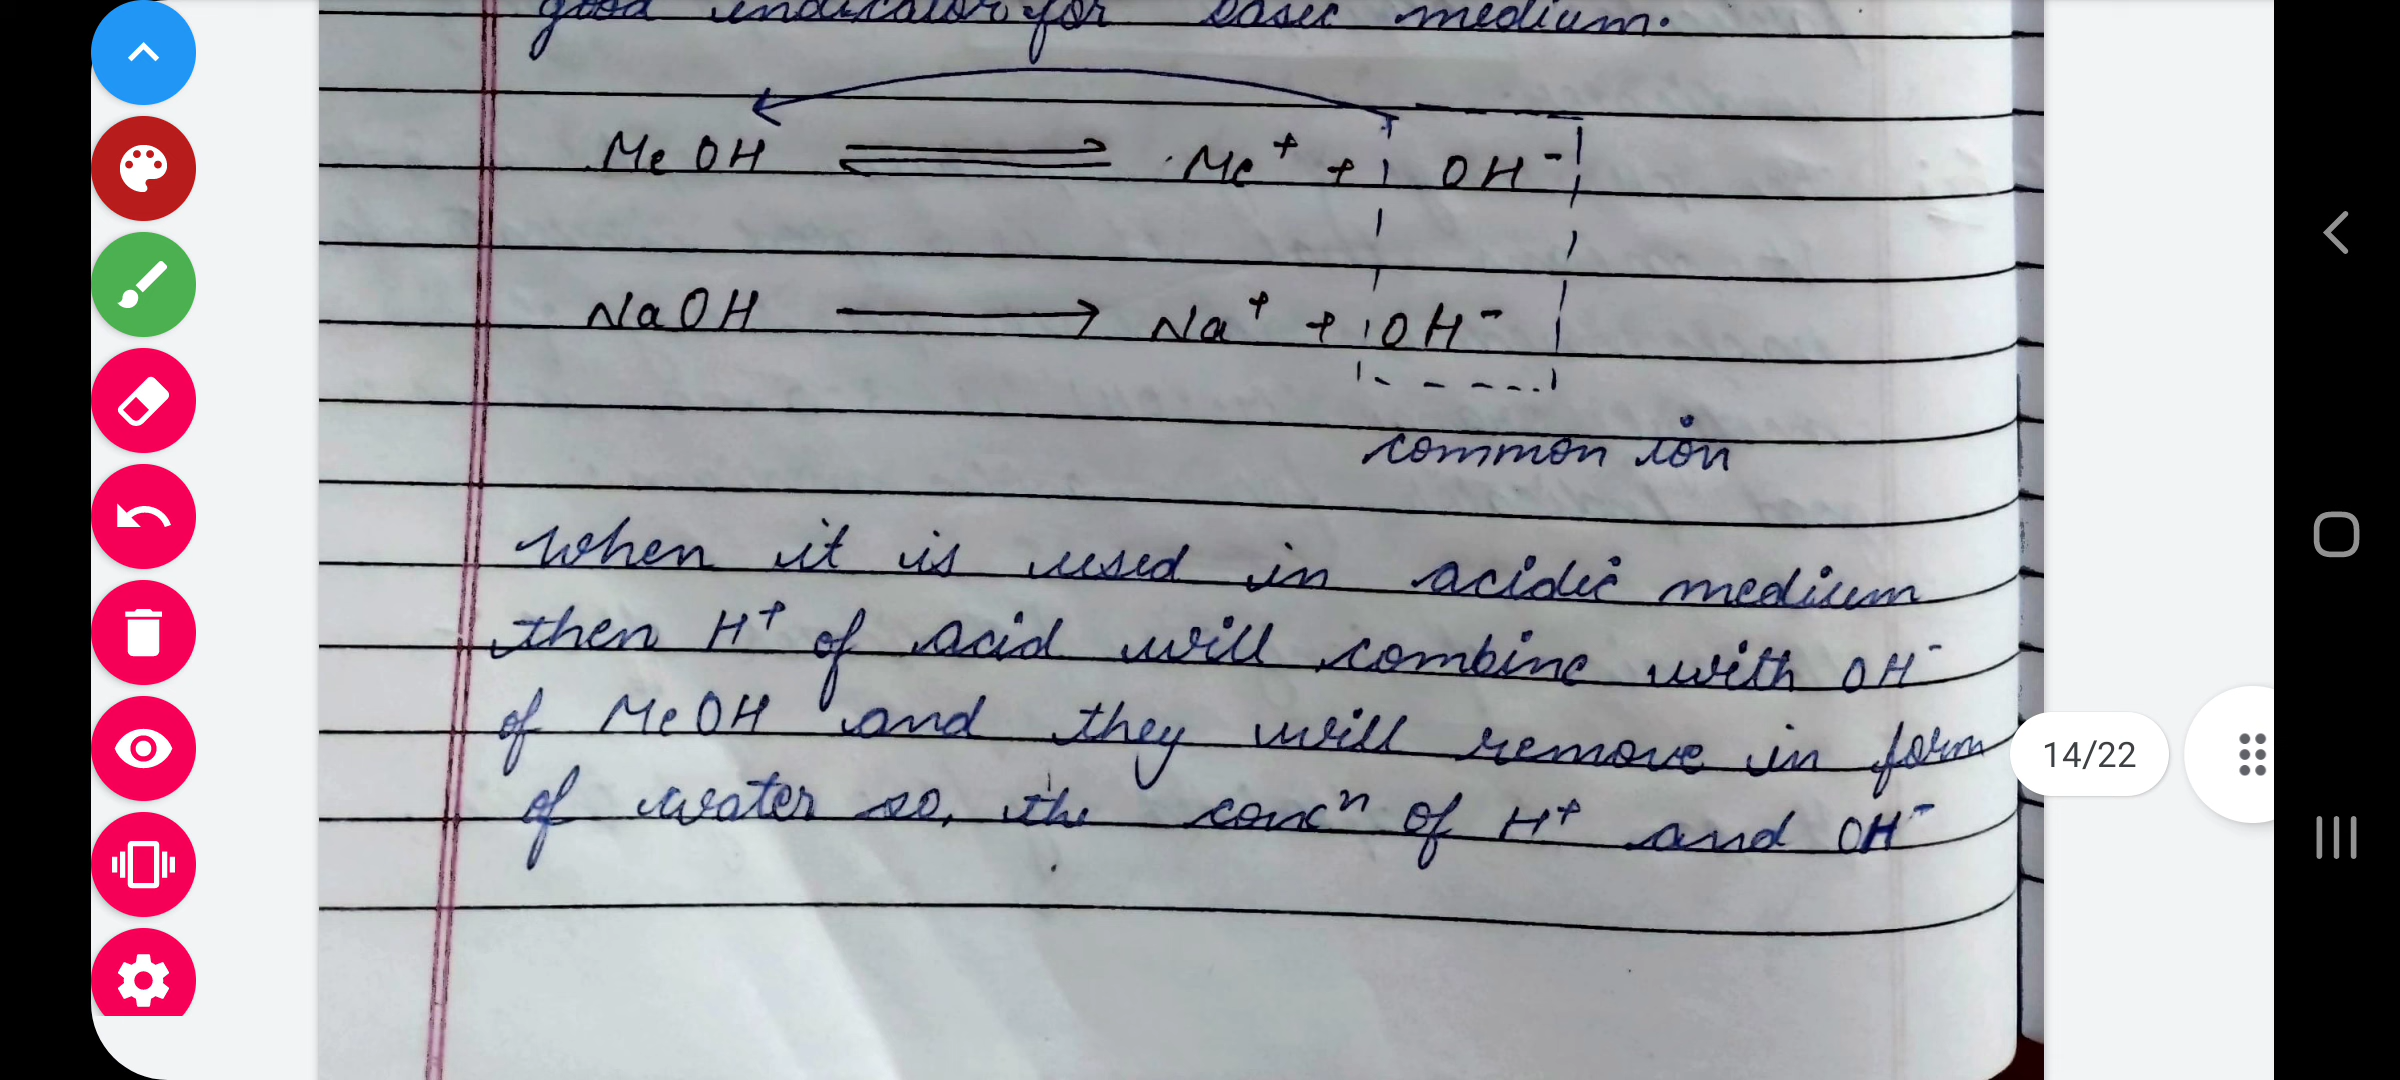 good indicator for basic medium.
MeOH ⇌ Me⁺ + OH⁻
NaOH → Na⁺ + OH⁻
common ion
when it is used in acidic medium
then H⁺ of acid will combine with OH⁻
of MeOH and they will remove in form
of water so, the concⁿ of H⁺ and OH⁻
14/22